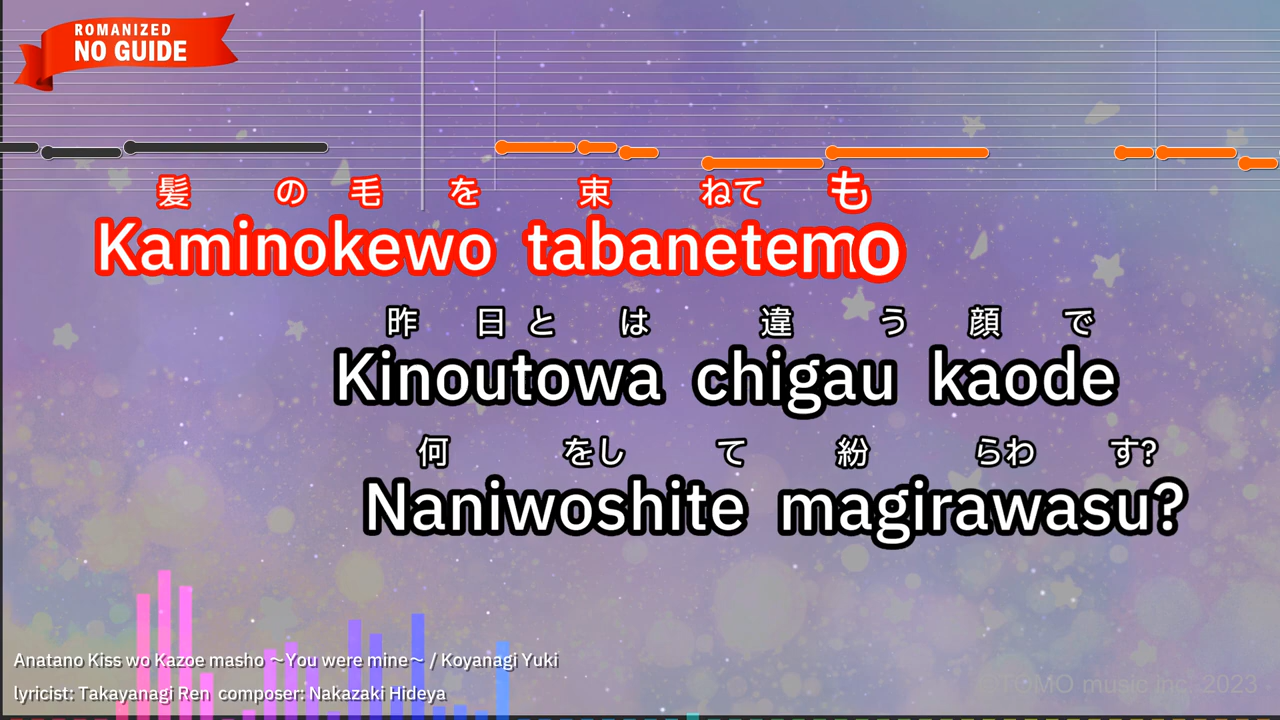 ROMANIZED
NO GUIDE
髪の毛を束ねても
Kaminokewo tabanetemo
昨日とは違う顔で
Kinoutowa chigau kaode
何をして紛らわす?
Naniwoshite magirawasu?
Anatano Kiss wo Kazoe masho ～You were mine～ / Koyanagi Yuki
lyricist: Takayanagi Ren composer: Nakazaki Hideya
©TOMO music inc. 2023